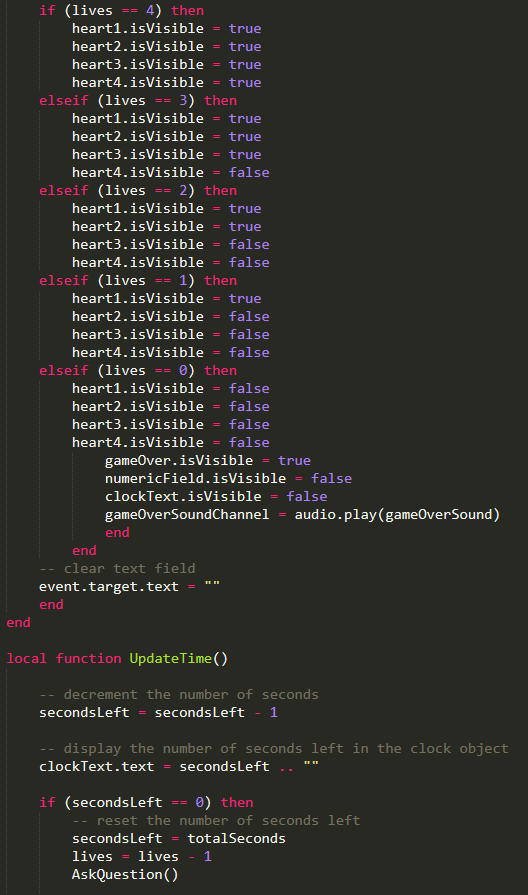 if (lives == 4) then
heart1.isVisible = true
heart2.isVisible = true
heart3.isVisible = true
heart4.isVisible = true
elseif (lives == 3) then
heart1.isVisible = true
heart2.isVisible = true
heart3.isVisible = true
heart4.isVisible = false
elseif (lives == 2) then
heart1.isVisible = true
heart2.isVisible = true
heart3.isVisible = false
heart4.isVisible = false
elseif (lives == 1) then
heart1.isVisible = true
heart2.isVisible = false
heart3.isVisible = false
heart4.isVisible = false
elseif (lives == 0) then
heart1.isVisible = false
heart2.isVisible = false
heart3.isVisible = false
heart4.isVisible = false
gameOver.isVisible = true
numericField.isVisible = false
clockText.isVisible = false
gameOverSoundChannel = audio.play(gameOverSound)
end
end
-- clear text field
event.target.text = ""
end
end
local function UpdateTime()
-- decrement the number of seconds
secondsLeft = secondsLeft - 1
-- display the number of seconds left in the clock object
clockText.text = secondsLeft .. ""
if (secondsLeft == 0) then
-- reset the number of seconds left
secondsLeft = totalSeconds
lives = lives - 1
AskQuestion()